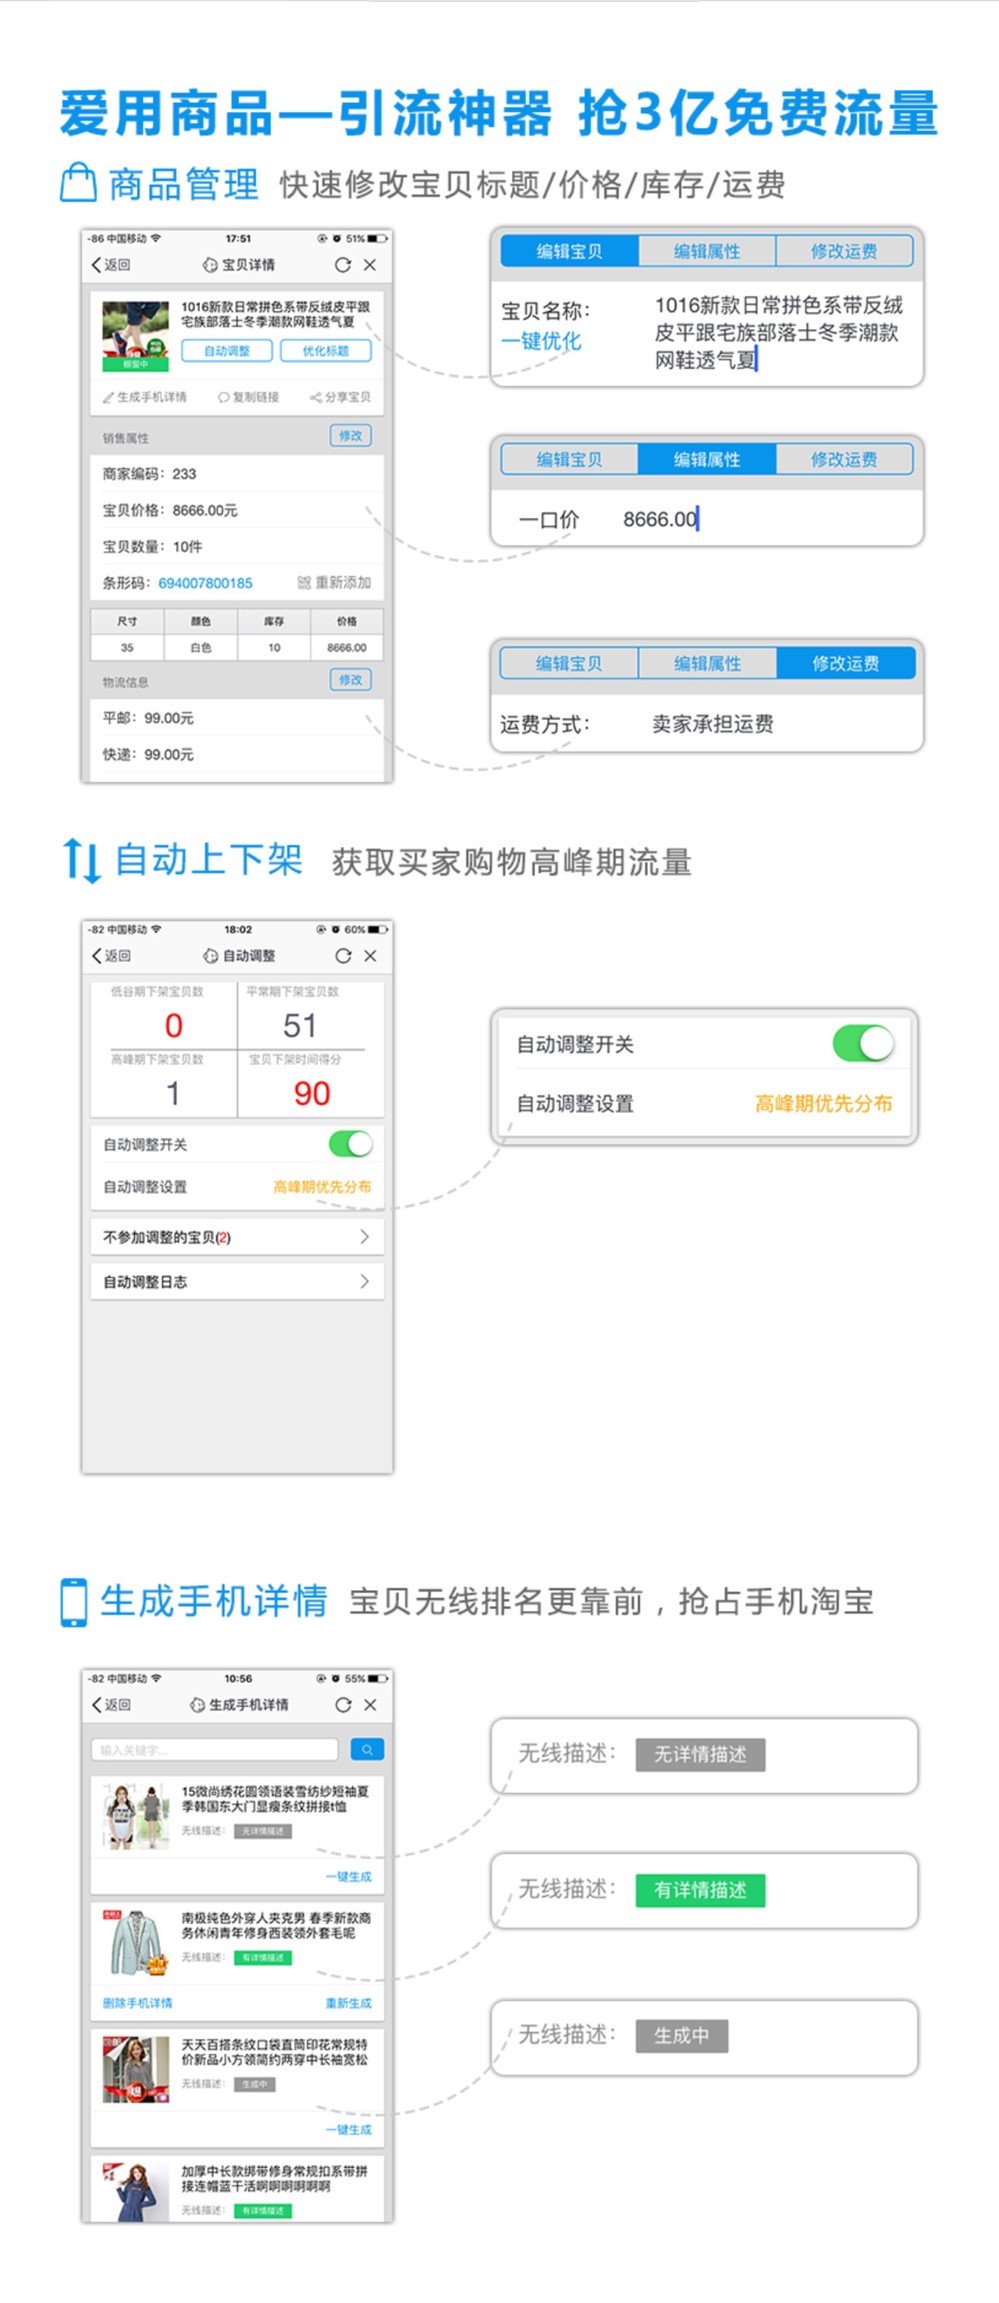 爱用商品—引流神器 抢3亿免费流量
商品管理 快速修改宝贝标题/价格/库存/运费
-86 中国移动 17:51 51%
返回 宝贝详情
1016新款日常拼色系带反绒皮平跟
宅族部落士冬季潮款网鞋透气夏
自动调整 优化标题
生成手机详情 复制链接 分享宝贝
销售属性 修改
商家编码：233
宝贝价格：8666.00元
宝贝数量：10件
条形码：694007800185 重新添加
尺寸 颜色 库存 价格
35 白色 10 8666.00
物流信息 修改
平邮：99.00元
快递：99.00元
编辑宝贝 编辑属性 修改运费
宝贝名称：
一键优化
1016新款日常拼色系带反绒
皮平跟宅族部落士冬季潮款
网鞋透气夏
编辑宝贝 编辑属性 修改运费
一口价 8666.00
编辑宝贝 编辑属性 修改运费
运费方式： 卖家承担运费
自动上下架 获取买家购物高峰期流量
-82 中国移动 18:02 60%
返回 自动调整
低谷期下架宝贝数 平常期下架宝贝数
0 51
高峰期下架宝贝数 宝贝下架时间得分
1 90
自动调整开关
自动调整设置 高峰期优先分布
不参加调整的宝贝(2)
自动调整日志
自动调整开关
自动调整设置 高峰期优先分布
生成手机详情 宝贝无线排名更靠前，抢占手机淘宝
-82 中国移动 10:56 55%
返回 生成手机详情
输入关键字...
15微尚绣花圆领语装雪纺纱短袖夏
季韩国东大门显瘦条纹拼接t恤
无线描述： 无详情描述
一键生成
南极纯色外穿人夹克男 春季新款商
务休闲青年修身西装领外套毛呢
无线描述： 有详情描述
删除手机详情 重新生成
天天百搭条纹口袋直筒印花常规特
价新品小方领简约两穿中长袖宽松
无线描述： 生成中
一键生成
加厚中长款绑带修身常规扣系带拼
接连帽蓝干活啊啊啊啊啊啊
无线描述： 有详情描述
无线描述： 无详情描述
无线描述： 有详情描述
无线描述： 生成中